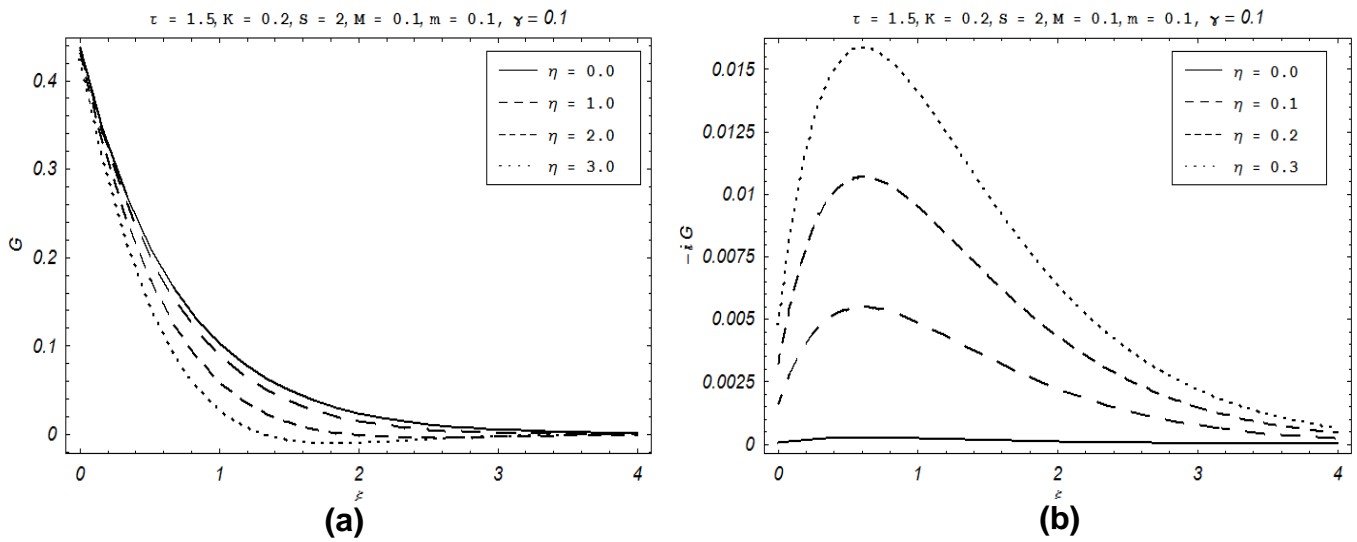 τ = 1.5, K = 0.2, S = 2, M = 0.1, m = 0.1, γ = 0.1
0.4
0.3
0.2
0.1
0
G
η = 0.0
η = 1.0
η = 2.0
η = 3.0
0 1 2 3 4
ξ
(a)
τ = 1.5, K = 0.2, S = 2, M = 0.1, m = 0.1, γ = 0.1
0.015
0.0125
0.01
0.0075
0.005
0.0025
0
-i G
η = 0.0
η = 0.1
η = 0.2
η = 0.3
0 1 2 3 4
ξ
(b)